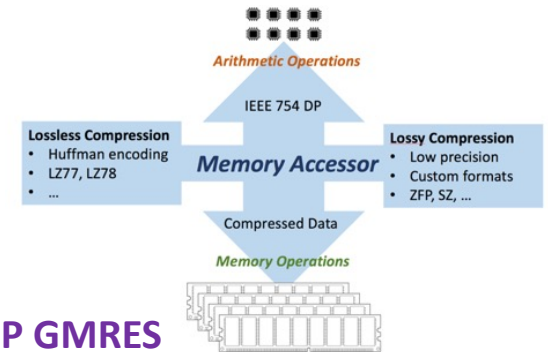 Arithmetic Operations
IEEE 754 DP
Lossless Compression
• Huffman encoding
• LZ77, LZ78
• ...
Memory Accessor
Lossy Compression
• Low precision
• Custom formats
• ZFP, SZ, ...
Compressed Data
Memory Operations
P GMRES